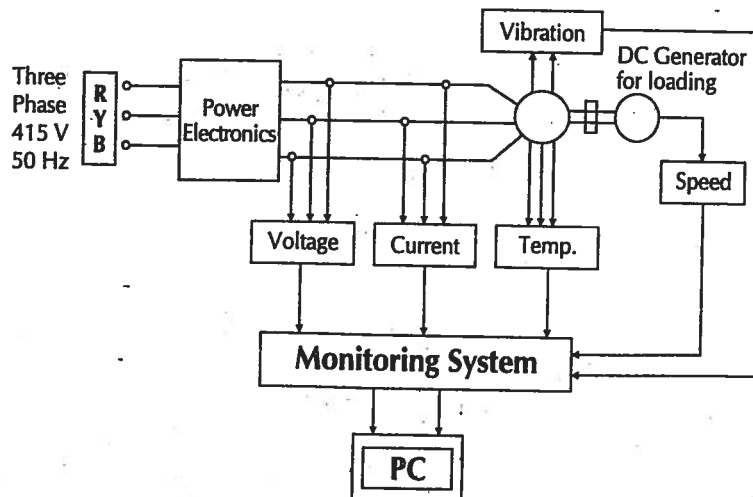 Vibration
DC Generator
for loading
Three
Phase
415 V
50 Hz
R
Y
B
Power
Electronics
Speed
Voltage
Current
Temp.
Monitoring System
PC